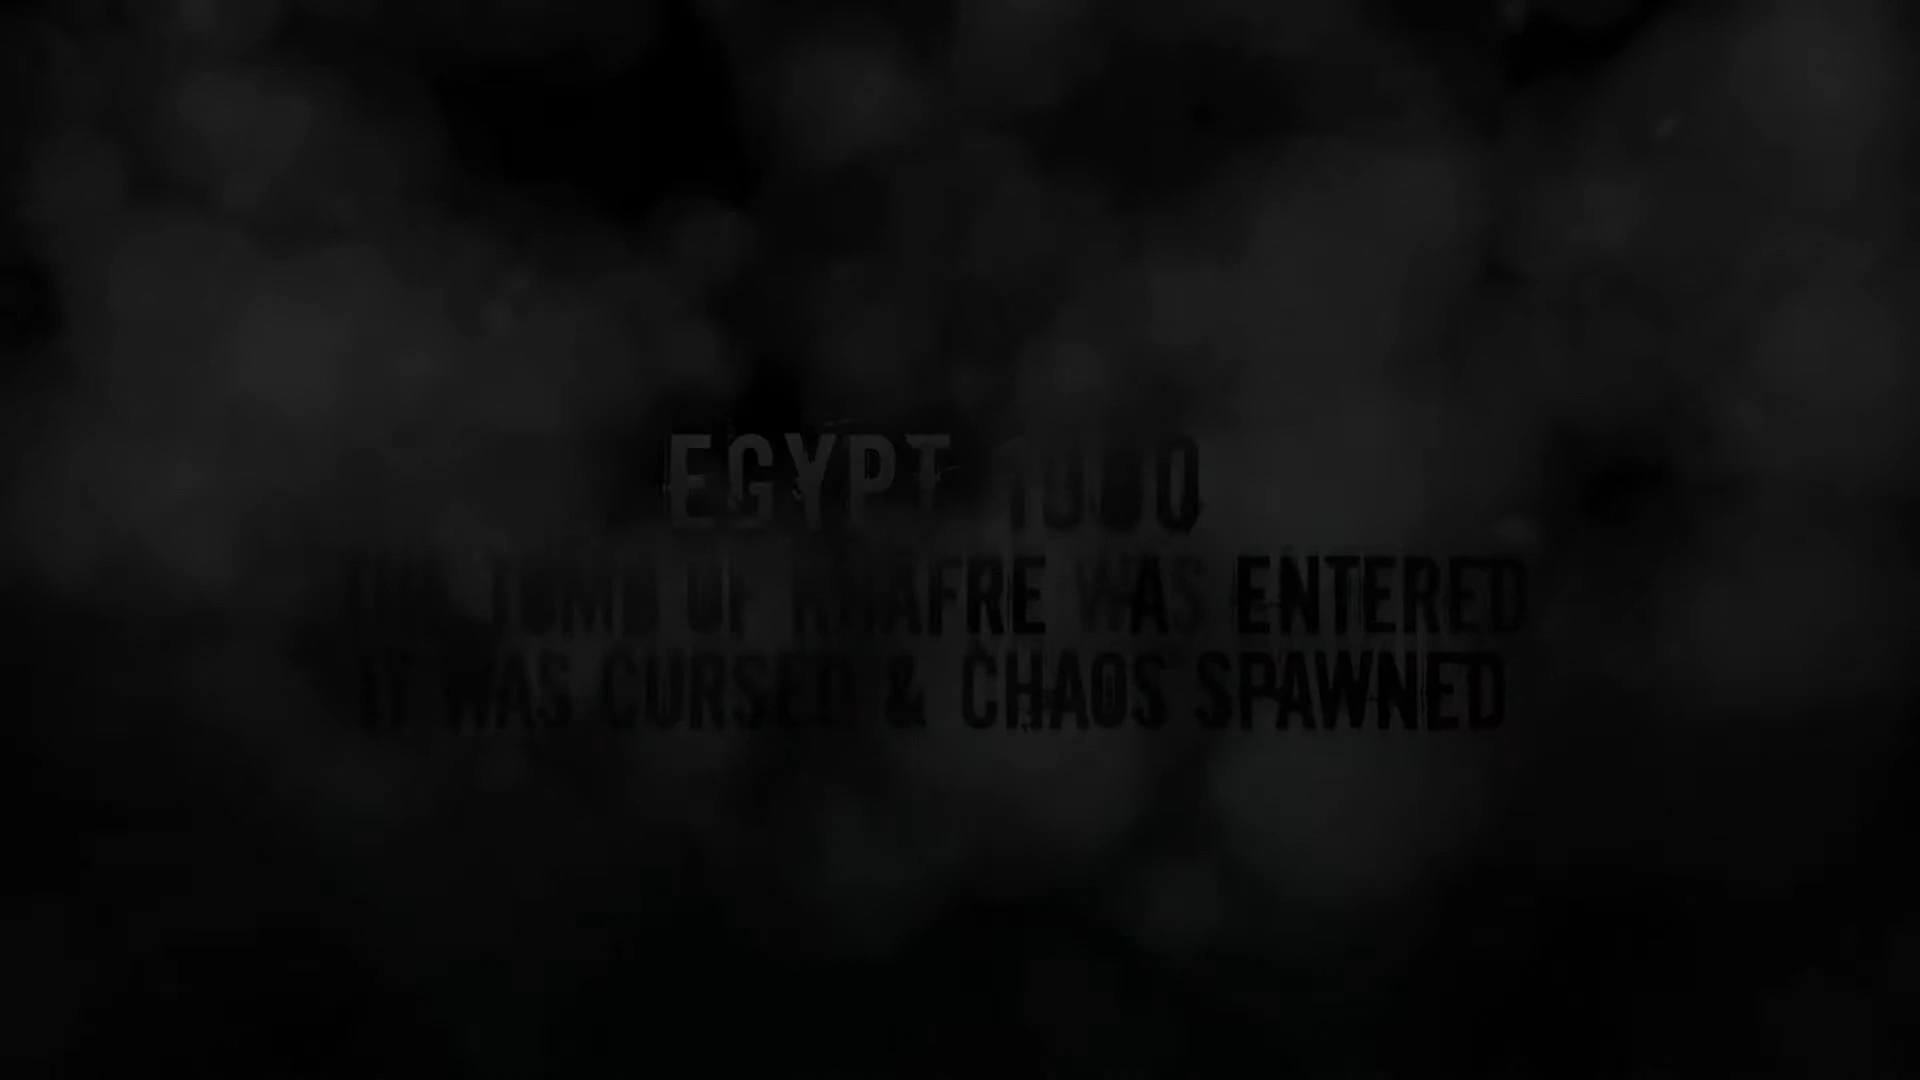 EGYPT
THE TOMB OF KHAFRE WAS ENTERED
IT WAS CURSED & CHAOS SPAWNED